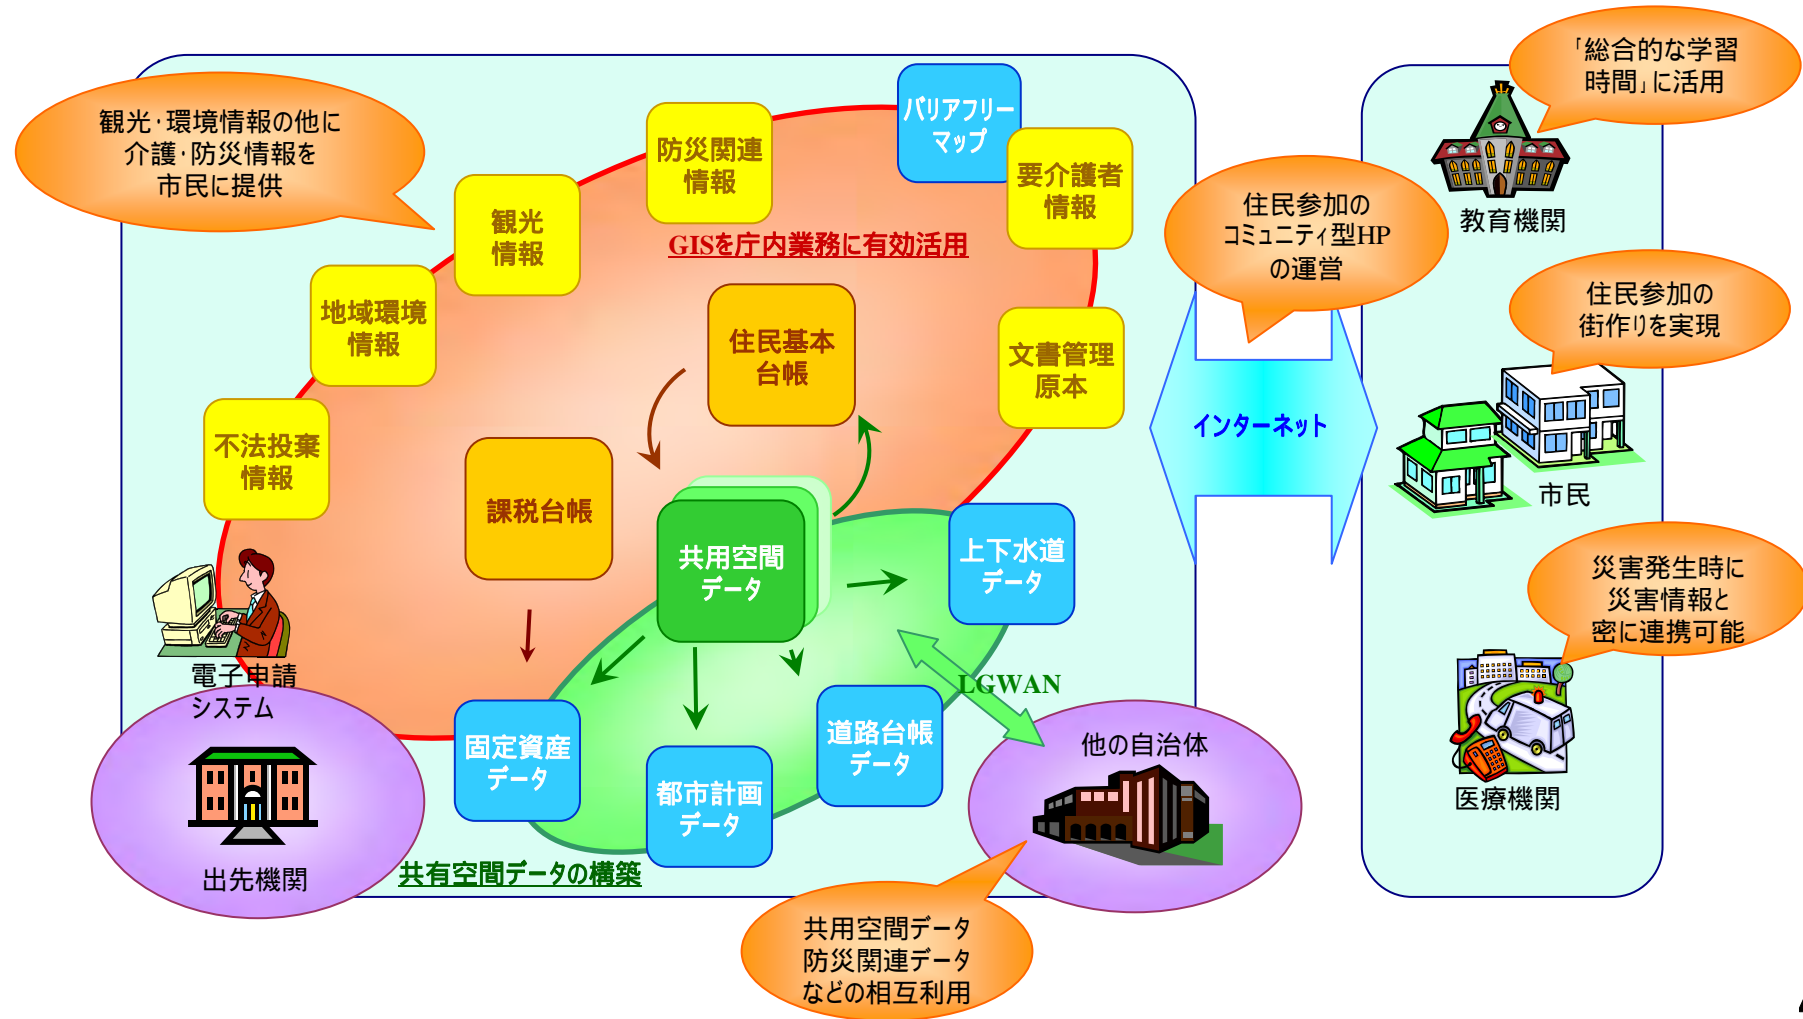 観光・環境情報の他に
介護・防災情報を
市民に提供
防災関連
情報
バリアフリー
マップ
要介護者
情報
観光
情報
GISを庁内業務に有効活用
地域環境
情報
住民基本
台帳
文書管理
原本
不法投棄
情報
課税台帳
共用空間
データ
上下水道
データ
電子申請
システム
固定資産
データ
都市計画
データ
道路台帳
データ
LGWAN
他の自治体
出先機関
共有空間データの構築
共用空間データ
防災関連データ
などの相互利用
住民参加の
コミュニティ型HP
の運営
インターネット
「総合的な学習
時間」に活用
教育機関
住民参加の
街作りを実現
市民
災害発生時に
災害情報と
密に連携可能
医療機関